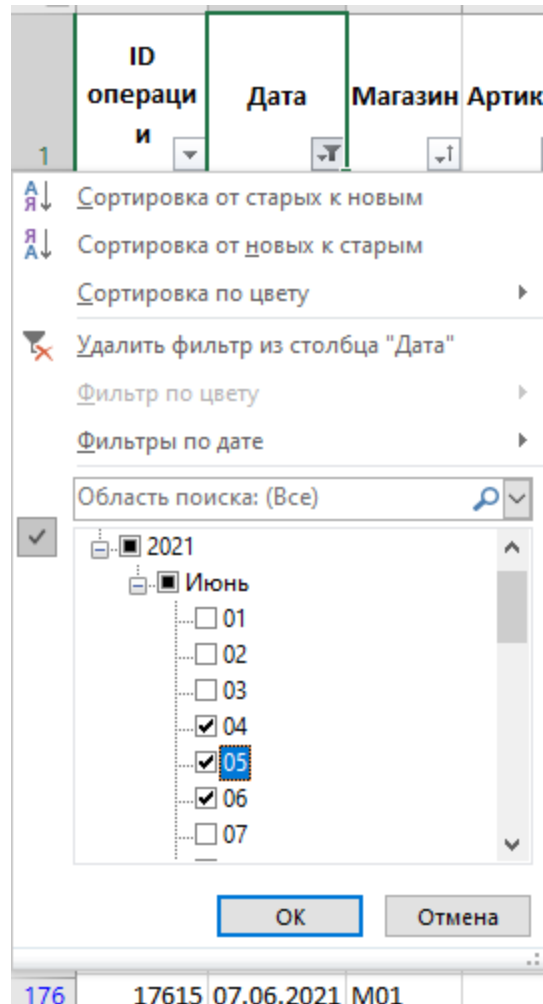 ID
операци
и
Дата
Магазин
Артик
1
Сортировка от старых к новым
Сортировка от новых к старым
Сортировка по цвету
Удалить фильтр из столбца "Дата"
Фильтр по цвету
Фильтры по дате
Область поиска: (Все)
2021
Июнь
01
02
03
04
05
06
07
ОК
Отмена
176 17615 07.06.2021 М01